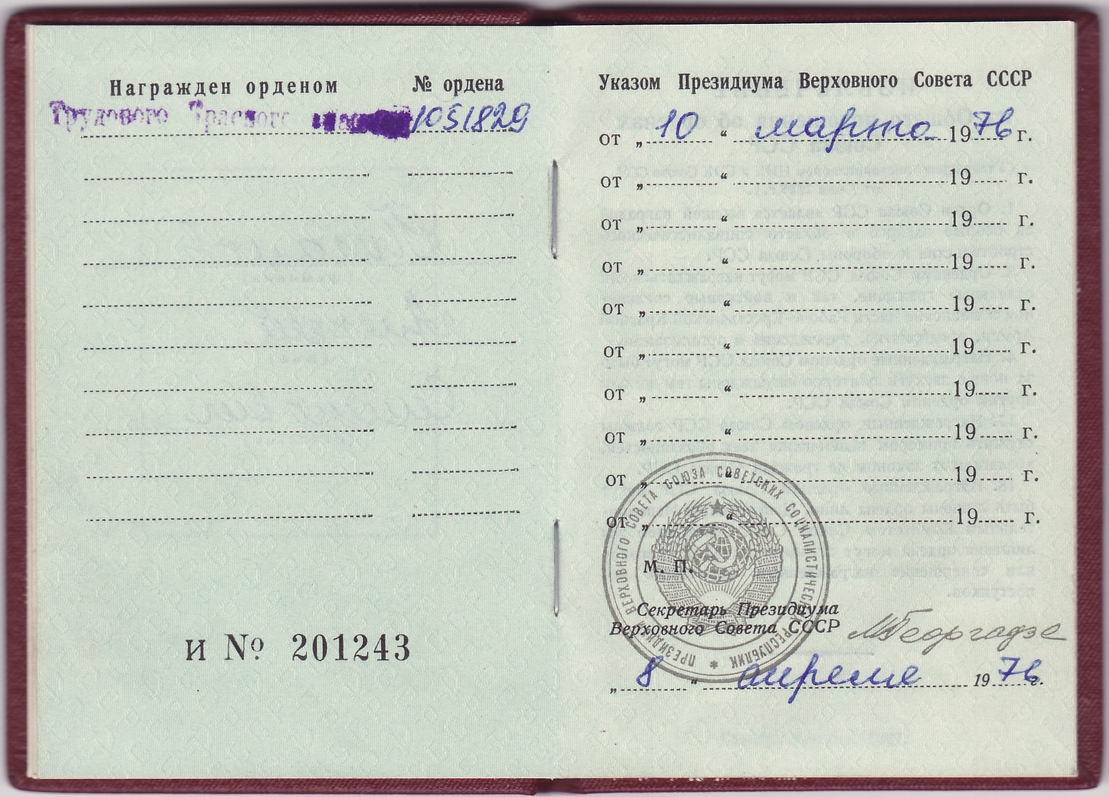 Награжден орденом № ордена
Трудового Красного 1051829
и № 201243
Указом Президиума Верховного Совета СССР
от „ 10 “ марта 1976 г.
от „ “ 19 г.
от „ “ 19 г.
от „ “ 19 г.
от „ “ 19 г.
от „ “ 19 г.
от „ “ 19 г.
от „ “ 19 г.
от „ “ 19 г.
от „ “ 19 г.
ПРЕЗИДИУМ ВЕРХОВНОГО СОВЕТА СОЮЗА СОВЕТСКИХ СОЦИАЛИСТИЧЕСКИХ РЕСПУБЛИК
М. П.
Секретарь Президиума
Верховного Совета СССР МГеоргадзе
„ 8 “ апреля 1976 г.